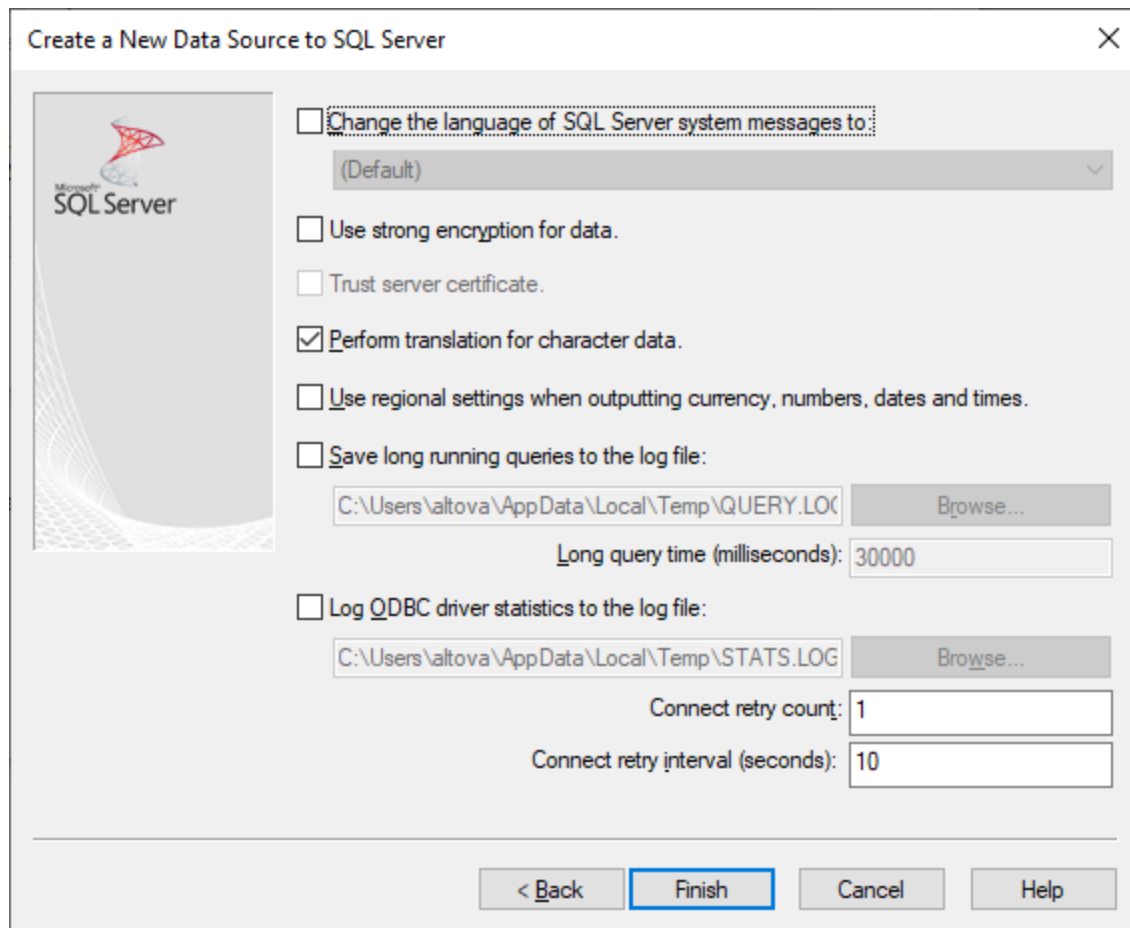 Create a New Data Source to SQL Server
Microsoft
SQL Server
Change the language of SQL Server system messages to:
(Default)
Use strong encryption for data.
Trust server certificate.
Perform translation for character data.
Use regional settings when outputting currency, numbers, dates and times.
Save long running queries to the log file:
C:\Users\altova\AppData\Local\Temp\QUERY.LOG Browse...
Long query time (milliseconds): 30000
Log ODBC driver statistics to the log file:
C:\Users\altova\AppData\Local\Temp\STATS.LOG Browse...
Connect retry count: 1
Connect retry interval (seconds): 10
< Back Finish Cancel Help